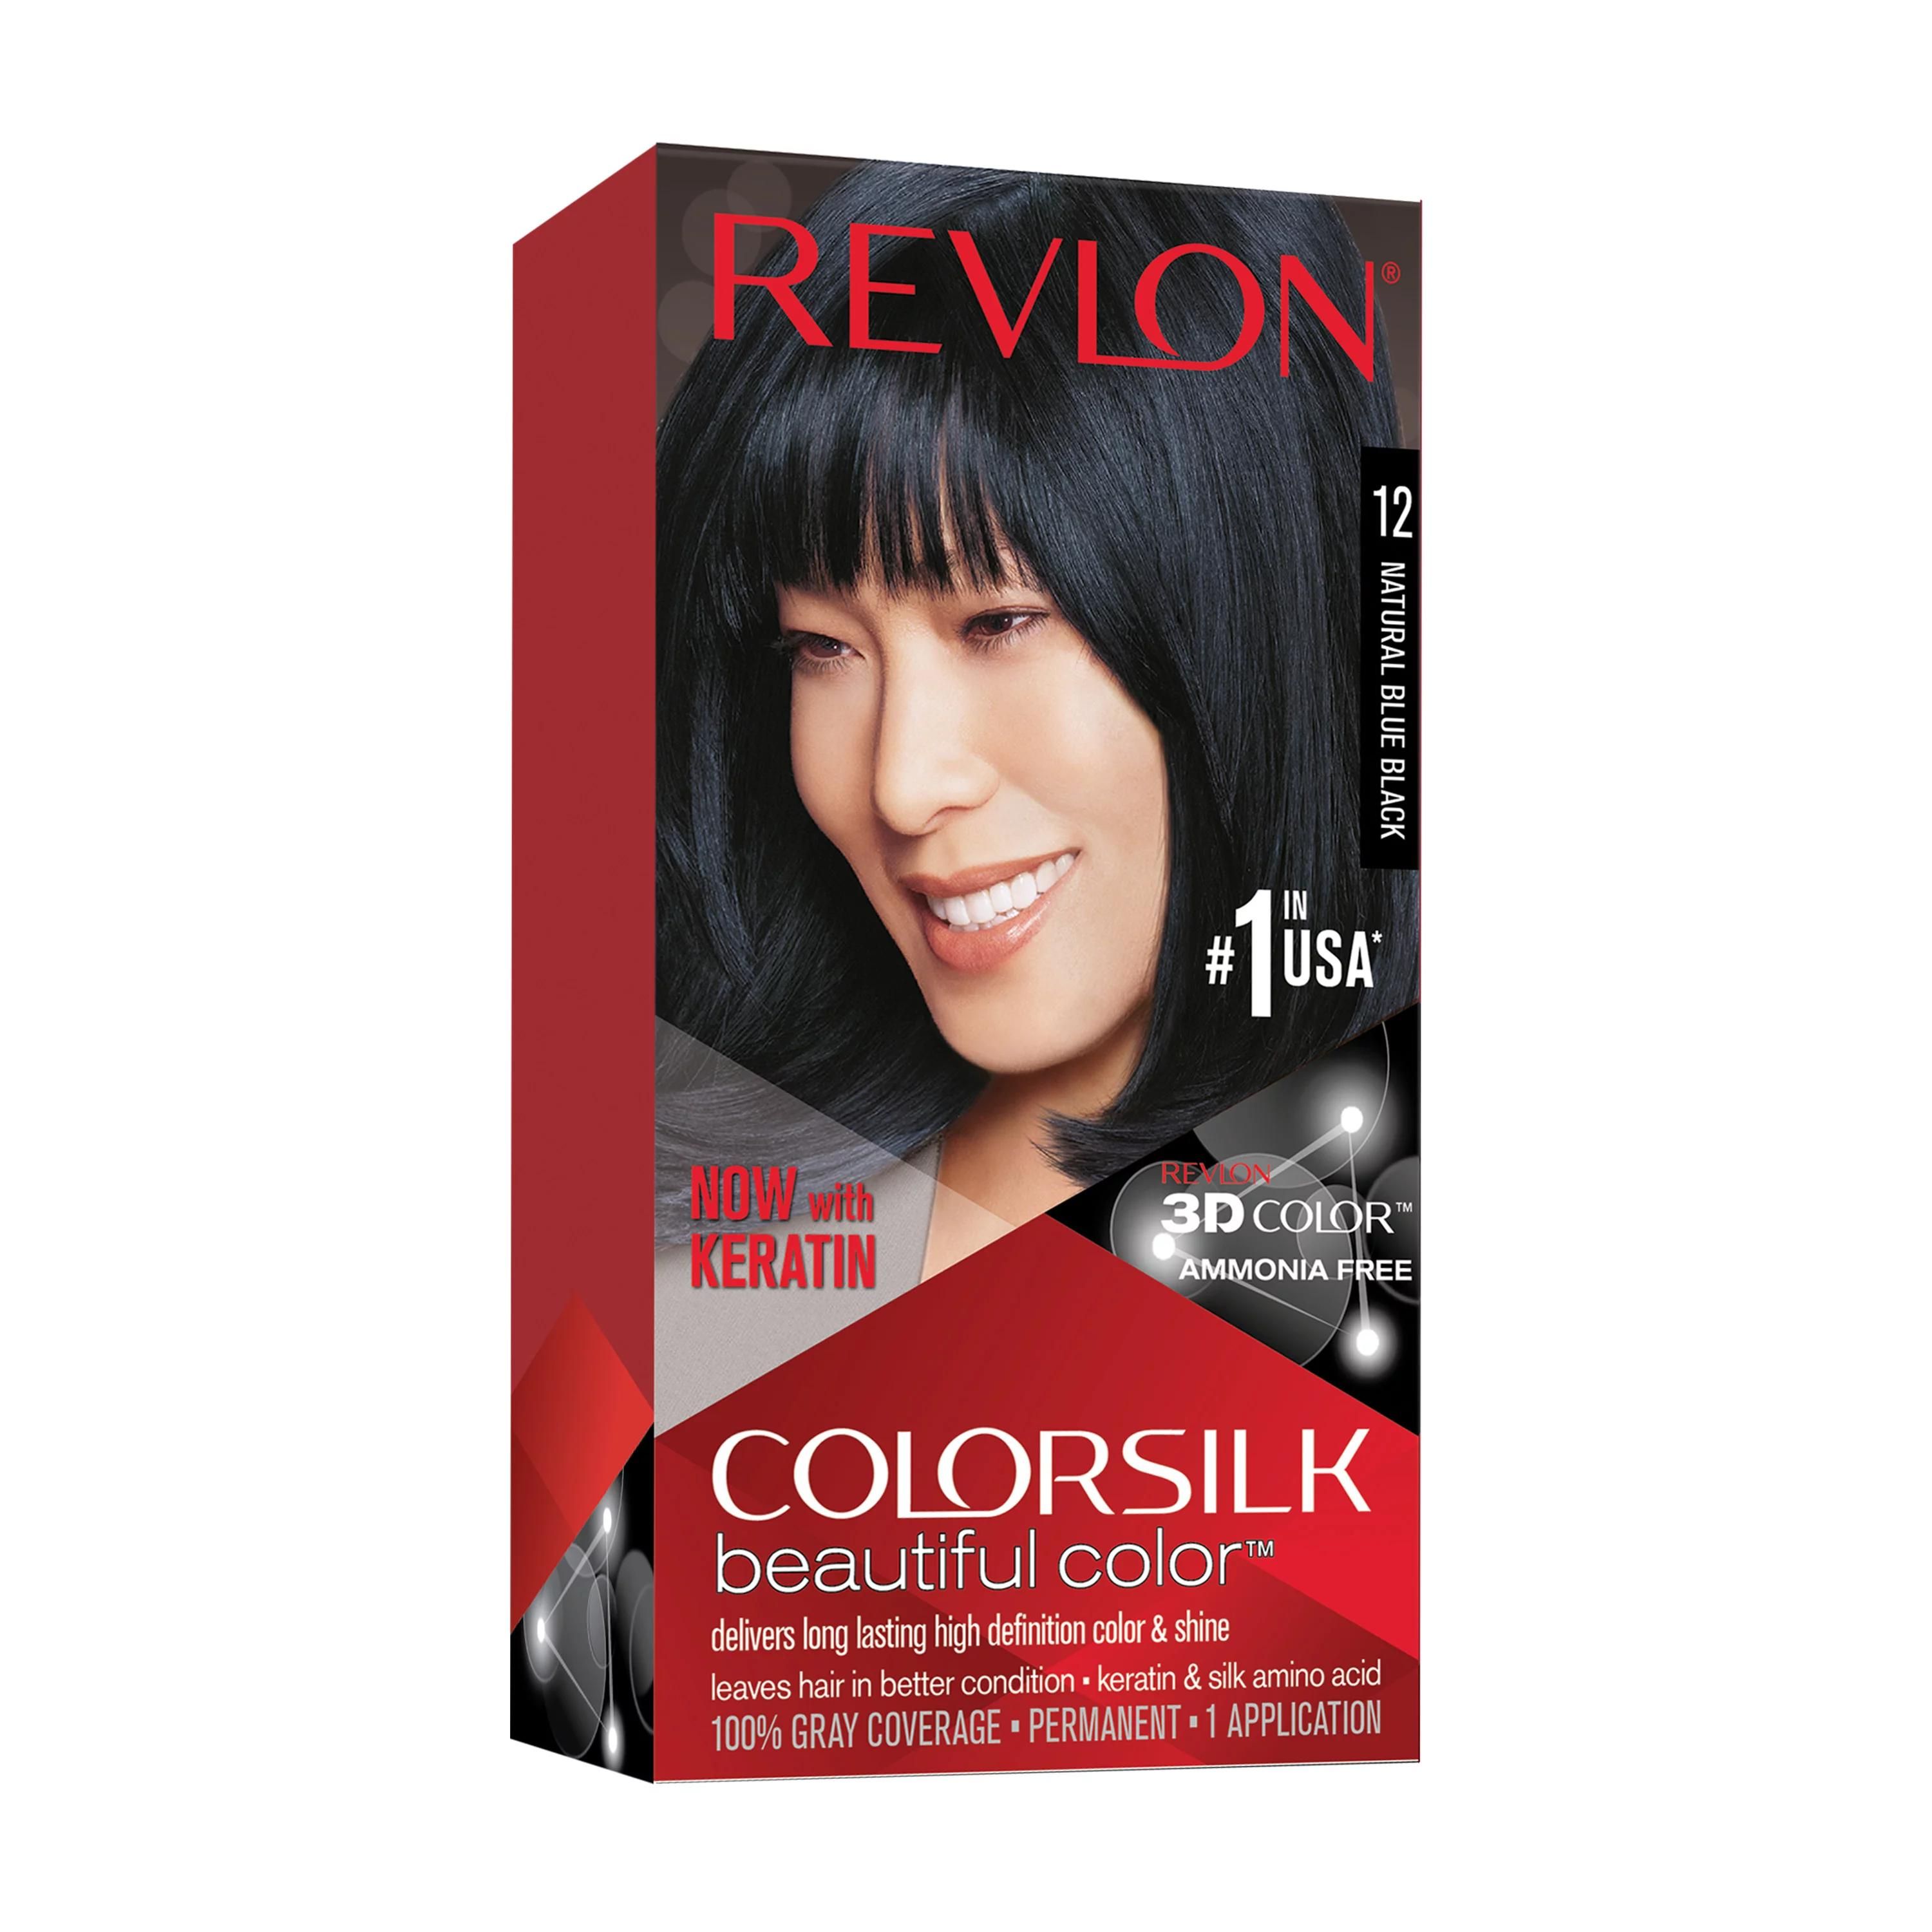 REVLON®
12 NATURAL BLUE BLACK
#1 IN USA*
NOW with
KERATIN
REVLON
3D COLOR™
AMMONIA FREE
COLORSILK
beautiful color™
delivers long lasting high definition color & shine
leaves hair in better condition ▪ keratin & silk amino acid
100% GRAY COVERAGE ▪ PERMANENT ▪ 1 APPLICATION